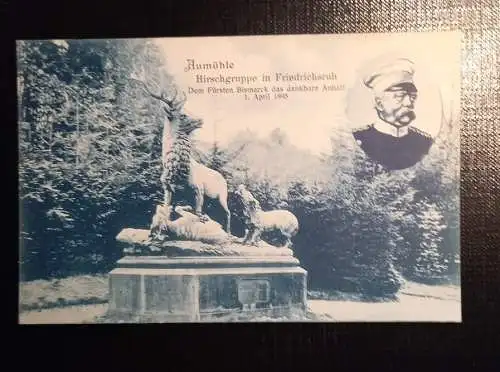 Aumühle
Hirschgruppe in Friedrichsruh
Dem Fürsten Bismarck das dankbare Anhalt
1. April 1895